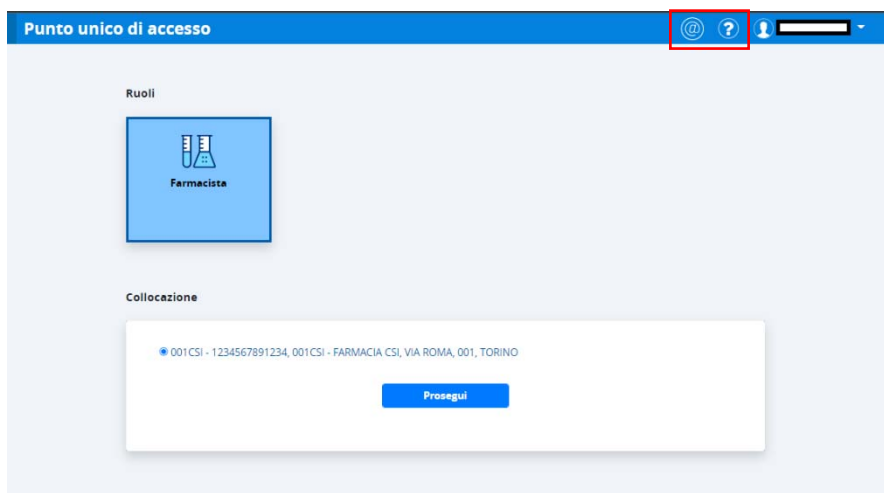 Punto unico di accesso @ ?
Ruoli
Farmacista
Collocazione
001CSI - 1234567891234, 001CSI - FARMACIA CSI, VIA ROMA, 001, TORINO
Prosegui